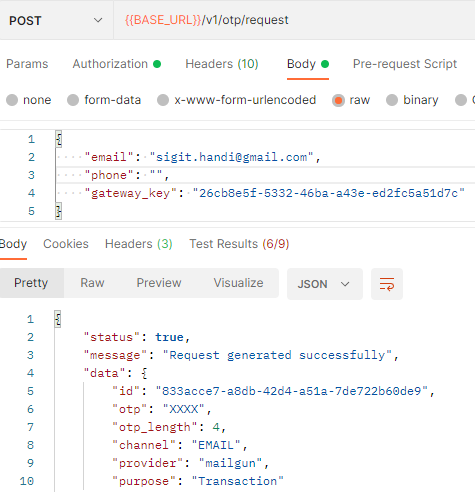 POST {{BASE_URL}}/v1/otp/request
Params Authorization Headers (10) Body Pre-request Script
none form-data x-www-form-urlencoded raw binary
1 {
2 "email": "sigit.handi@gmail.com",
3 "phone": "",
4 "gateway_key": "26cb8e5f-5332-46ba-a43e-ed2fc5a51d7c"
5 }
Body Cookies Headers (3) Test Results (6/9)
Pretty Raw Preview Visualize JSON
1 {
2 "status": true,
3 "message": "Request generated successfully",
4 "data": {
5 "id": "833acce7-a8db-42d4-a51a-7de722b60de9",
6 "otp": "XXXX",
7 "otp_length": 4,
8 "channel": "EMAIL",
9 "provider": "mailgun",
10 "purpose": "Transaction"